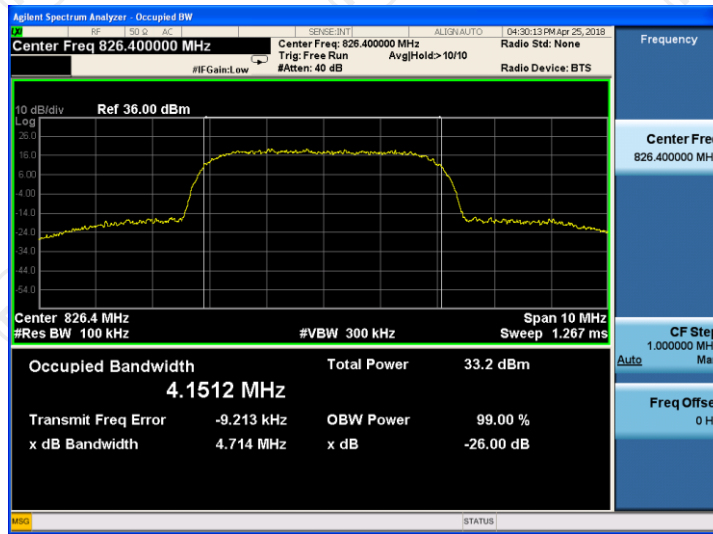 Agilent Spectrum Analyzer - Occupied BW
LXI RF 50 Ω AC SENSE:INT ALIGNAUTO 04:30:13 PM Apr 25, 2018
Center Freq 826.400000 MHz
Center Freq: 826.400000 MHz
Radio Std: None
Trig: Free Run Avg|Hold:>10/10
#IFGain:Low #Atten: 40 dB Radio Device: BTS
Frequency
10 dB/div Ref 36.00 dBm
Log
26.0
16.0
6.00
-4.00
-14.0
-24.0
-34.0
-44.0
-54.0
Center 826.4 MHz Span 10 MHz
#Res BW 100 kHz #VBW 300 kHz Sweep 1.267 ms
Occupied Bandwidth Total Power 33.2 dBm
4.1512 MHz
Transmit Freq Error -9.213 kHz OBW Power 99.00 %
x dB Bandwidth 4.714 MHz x dB -26.00 dB
Center Fre
826.400000 MH
CF Step
1.000000 MH
Auto Ma
Freq Offse
0 H
MSG STATUS